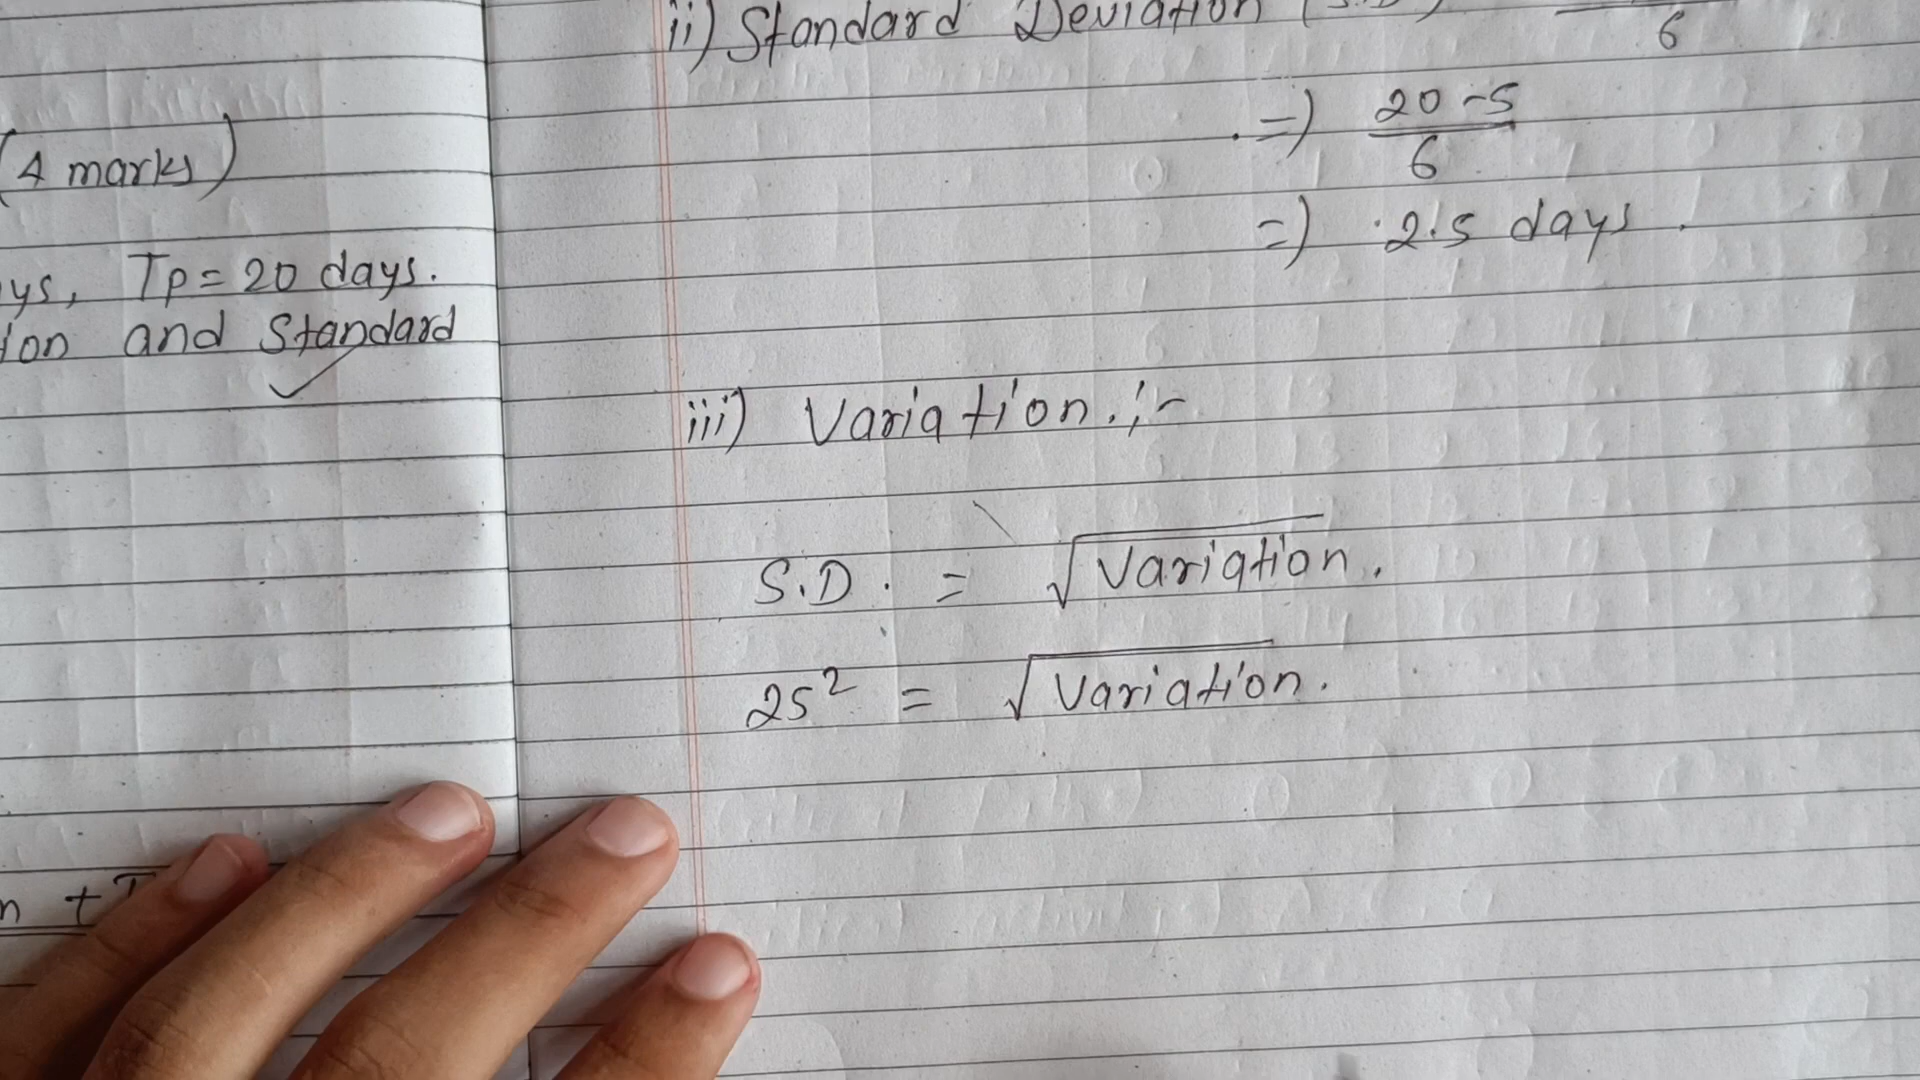 (4 marks)
ys, Tp = 20 days.
ion and Standard
n +
ii) Standard Deviation (S.D)
6
=) 20 - 5
6
=) 2.5 days.
iii) Variation :-
S.D. = √Variation.
25² = √Variation.